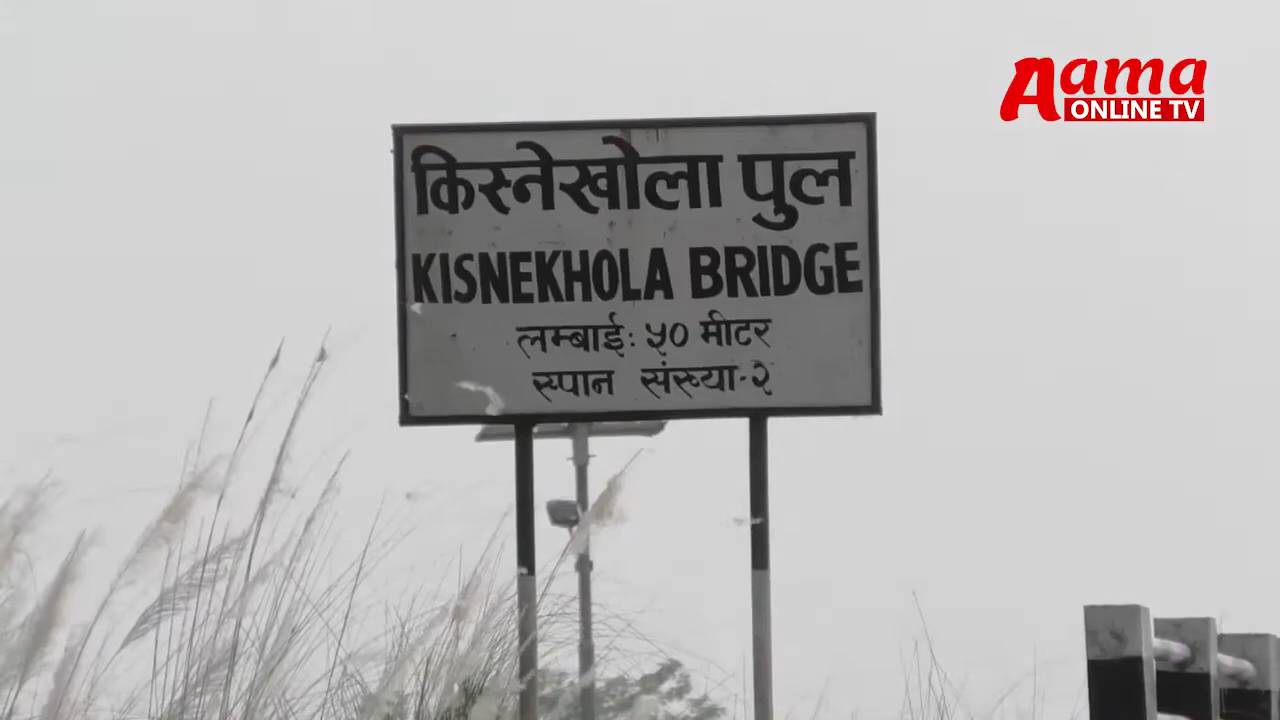 Aama
ONLINE TV
किस्नेखोला पुल
KISNEKHOLA BRIDGE
लम्बाई: ५० मीटर
स्पान संख्या-२